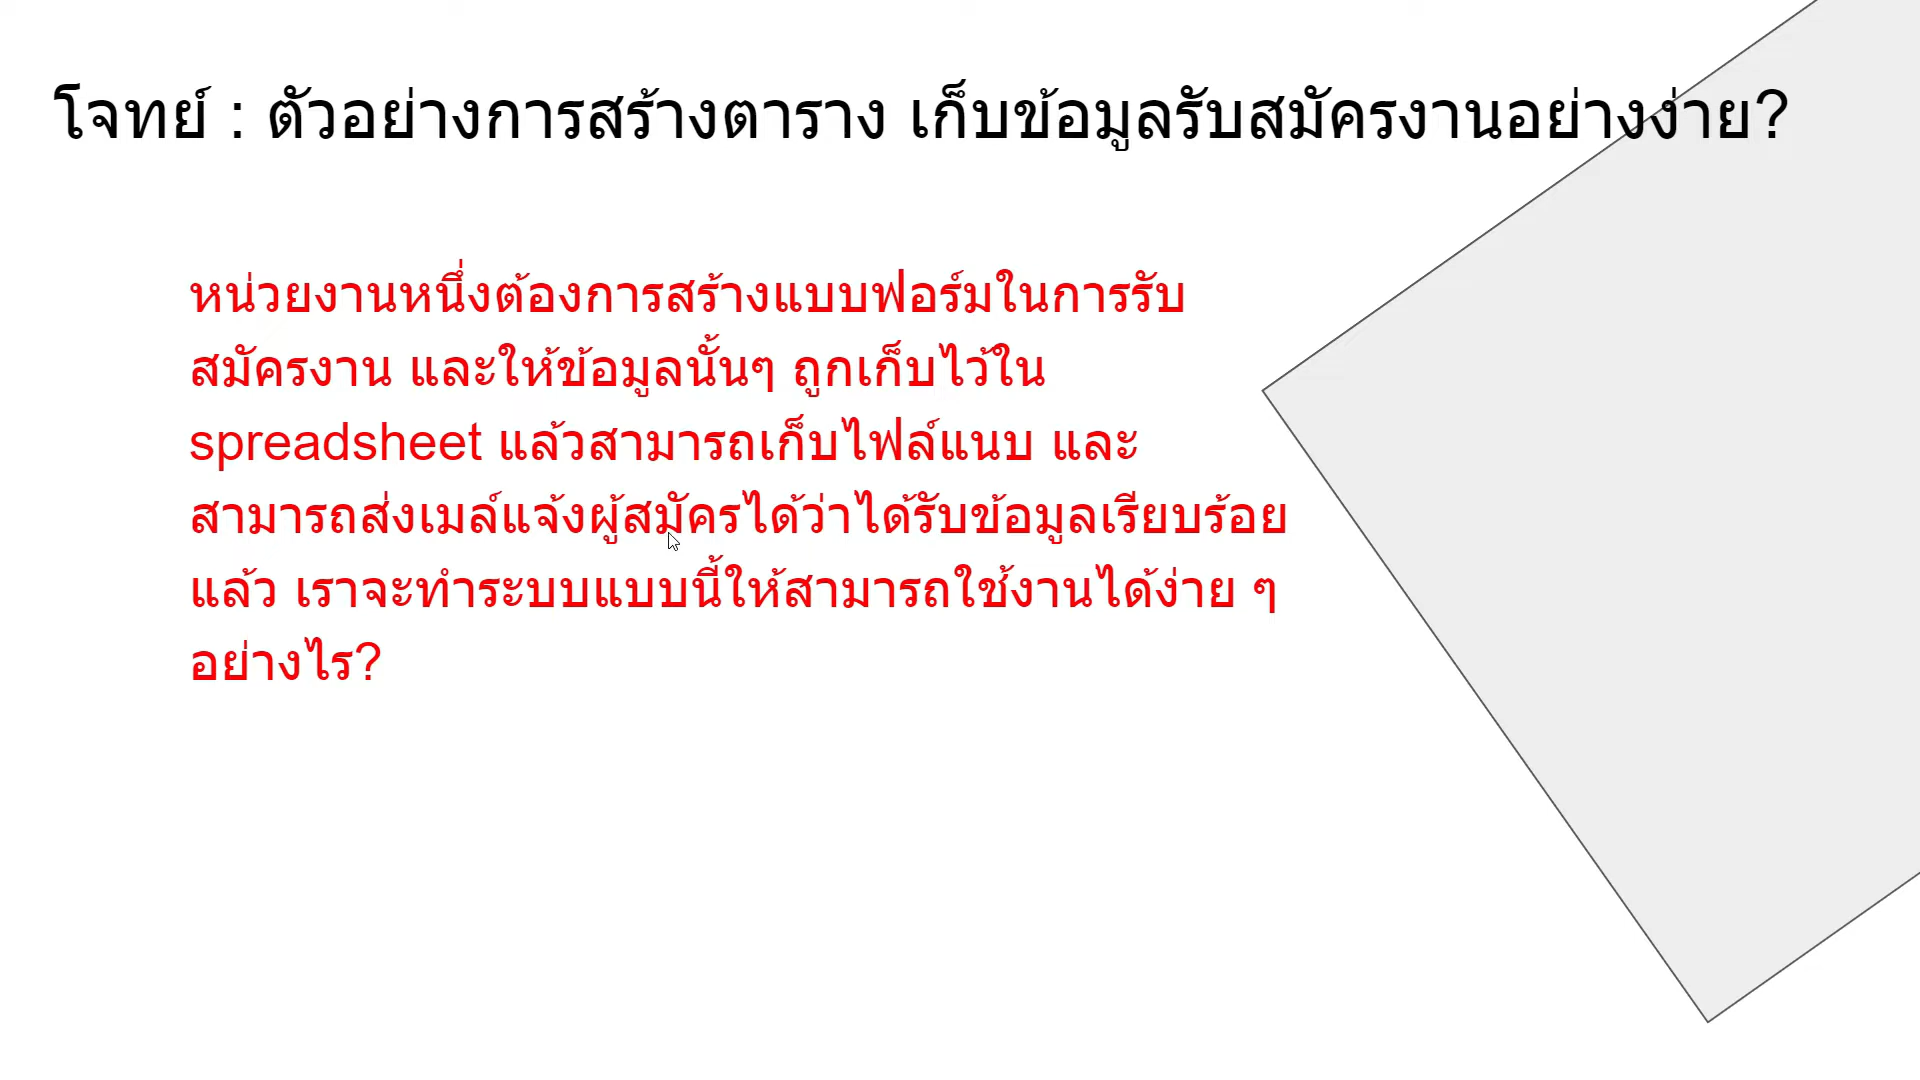 โจทย์ : ตัวอย่างการสร้างตาราง เก็บข้อมูลรับสมัครงานอย่างง่าย?
หน่วยงานหนึ่งต้องการสร้างแบบฟอร์มในการรับ
สมัครงาน และให้ข้อมูลนั้นๆ ถูกเก็บไว้ใน
spreadsheet แล้วสามารถเก็บไฟล์แนบ และ
สามารถส่งเมล์แจ้งผู้สมัครได้ว่าได้รับข้อมูลเรียบร้อย
แล้ว เราจะทำระบบแบบนี้ให้สามารถใช้งานได้ง่าย ๆ
อย่างไร?